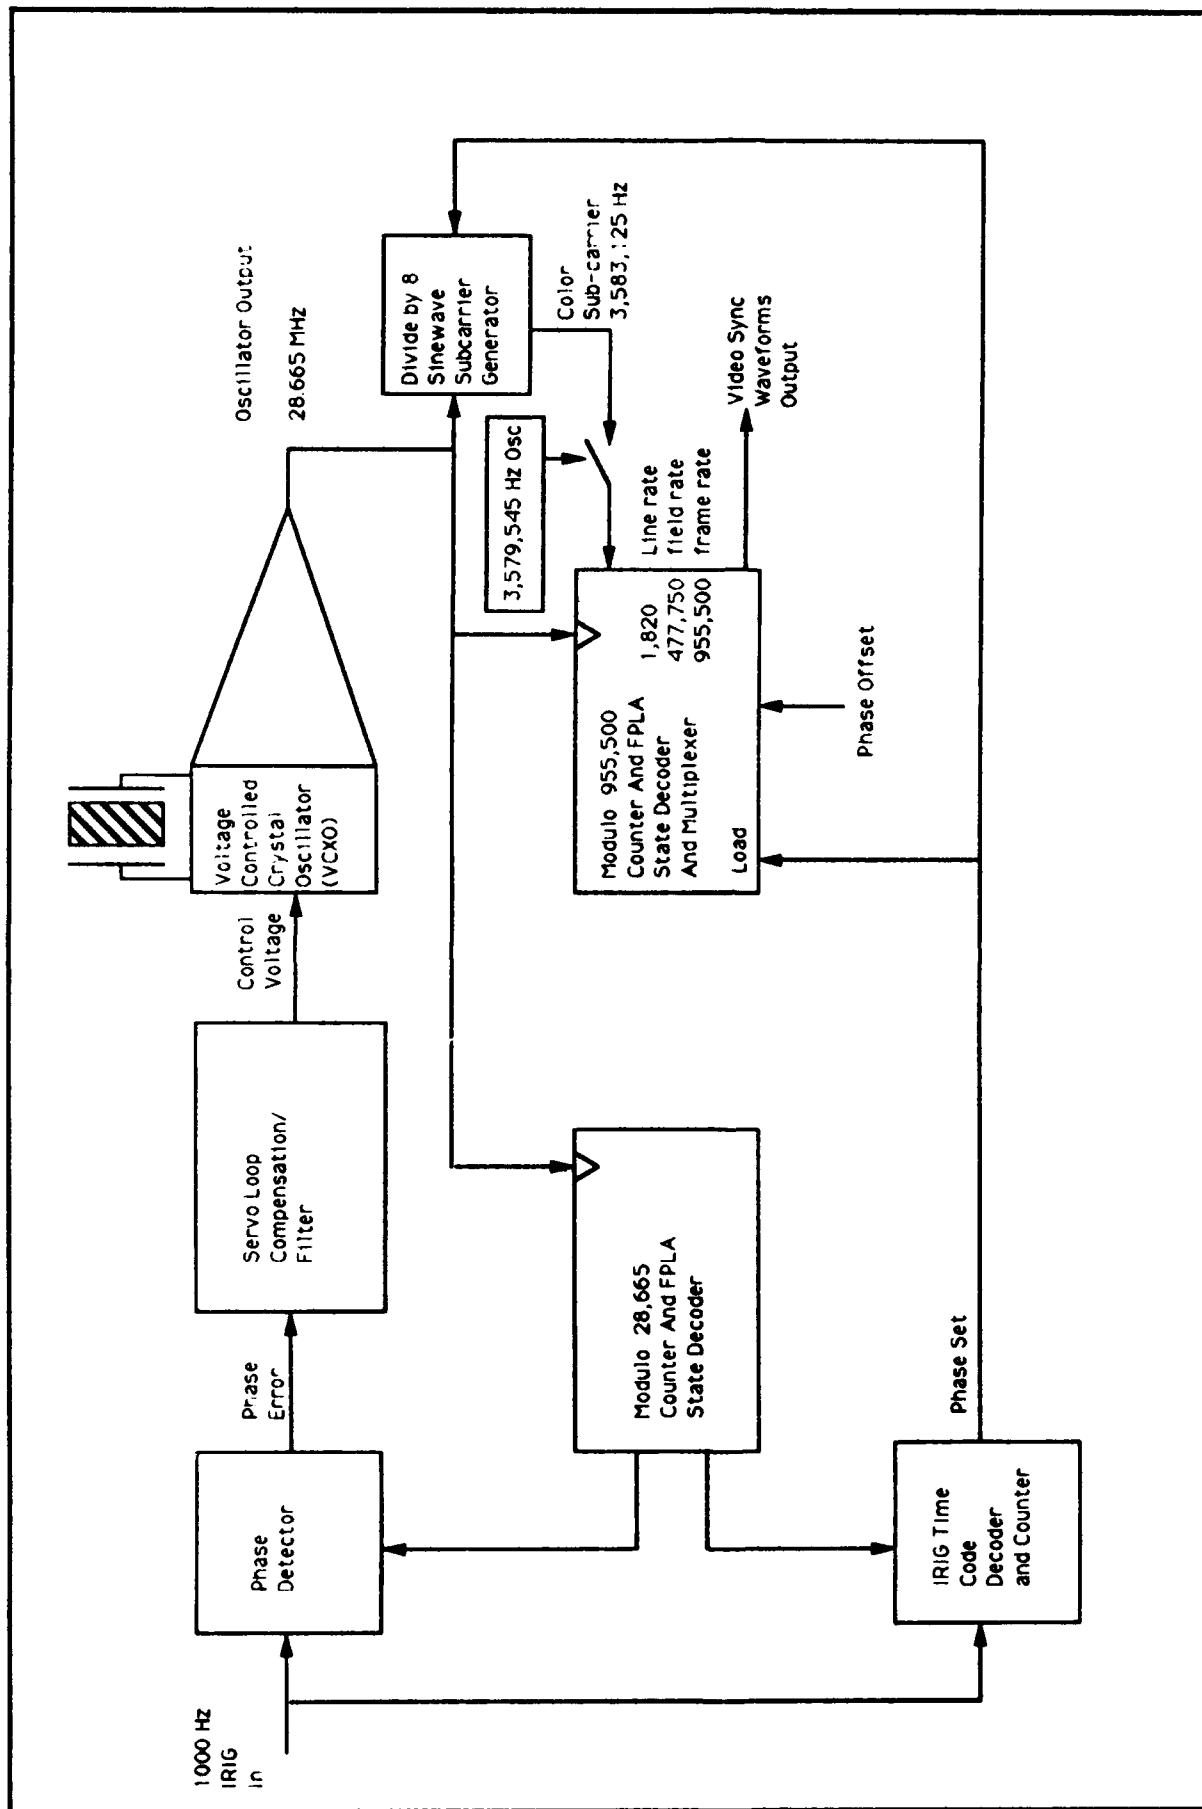 1000 Hz
IRIG
In
Phase
Detector
Phase
Error
Servo Loop
Compensation/
Filter
Control
Voltage
Voltage
Controlled
Crystal
Oscillator
(VCXO)
Oscillator Output
28.665 MHz
Divide by 8
Sinewave
Subcarrier
Generator
Color
Sub-carrier
3,583,125 Hz
3,579,545 Hz Osc
Modulo 28,665
Counter And FPLA
State Decoder
Modulo 955,500
Counter And FPLA
State Decoder
And Multiplexer
Load
1,820 Line rate
477,750 field rate
955,500 frame rate
Video Sync
Waveforms
Output
Phase Offset
IRIG Time
Code
Decoder
and Counter
Phase Set